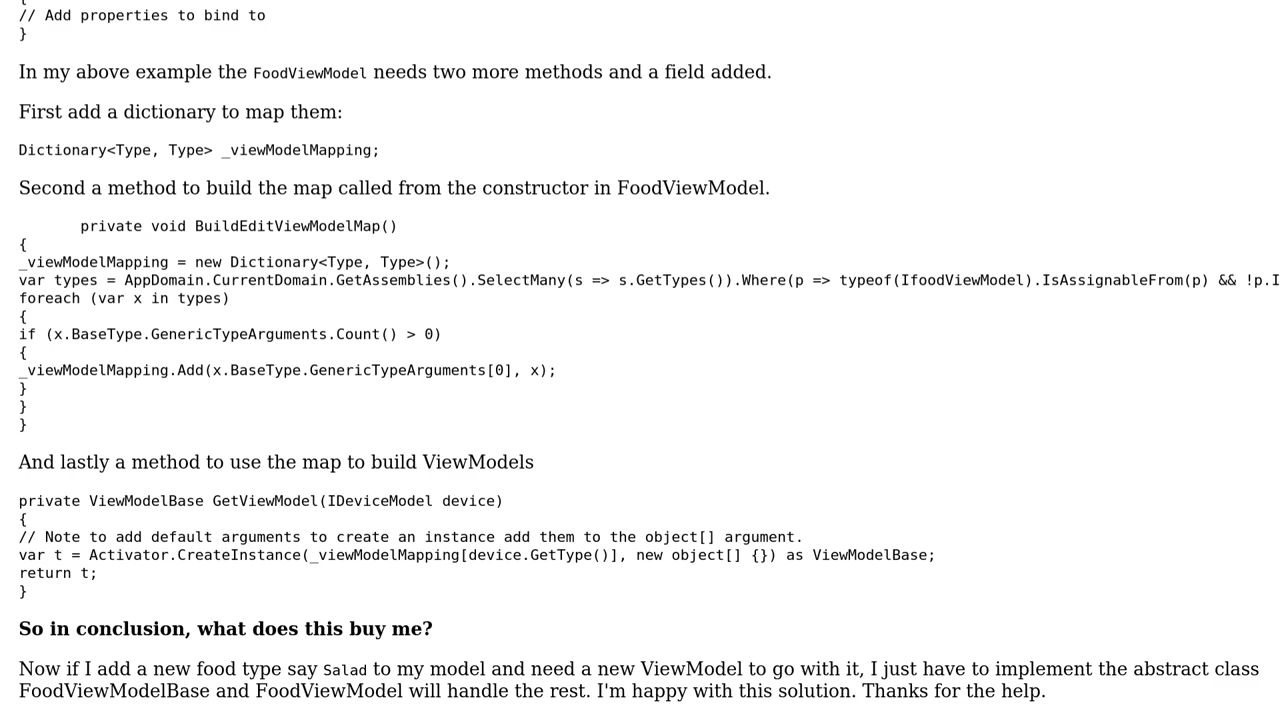 {
// Add properties to bind to
}
In my above example the FoodViewModel needs two more methods and a field added.
First add a dictionary to map them:
Dictionary<Type, Type> _viewModelMapping;
Second a method to build the map called from the constructor in FoodViewModel.
private void BuildEditViewModelMap()
{
_viewModelMapping = new Dictionary<Type, Type>();
var types = AppDomain.CurrentDomain.GetAssemblies().SelectMany(s => s.GetTypes()).Where(p => typeof(IfoodViewModel).IsAssignableFrom(p) && !p.I
foreach (var x in types)
{
if (x.BaseType.GenericTypeArguments.Count() > 0)
{
_viewModelMapping.Add(x.BaseType.GenericTypeArguments[0], x);
}
}
}
And lastly a method to use the map to build ViewModels
private ViewModelBase GetViewModel(IDeviceModel device)
{
// Note to add default arguments to create an instance add them to the object[] argument.
var t = Activator.CreateInstance(_viewModelMapping[device.GetType()], new object[] {}) as ViewModelBase;
return t;
}
So in conclusion, what does this buy me?
Now if I add a new food type say Salad to my model and need a new ViewModel to go with it, I just have to implement the abstract class
FoodViewModelBase and FoodViewModel will handle the rest. I'm happy with this solution. Thanks for the help.